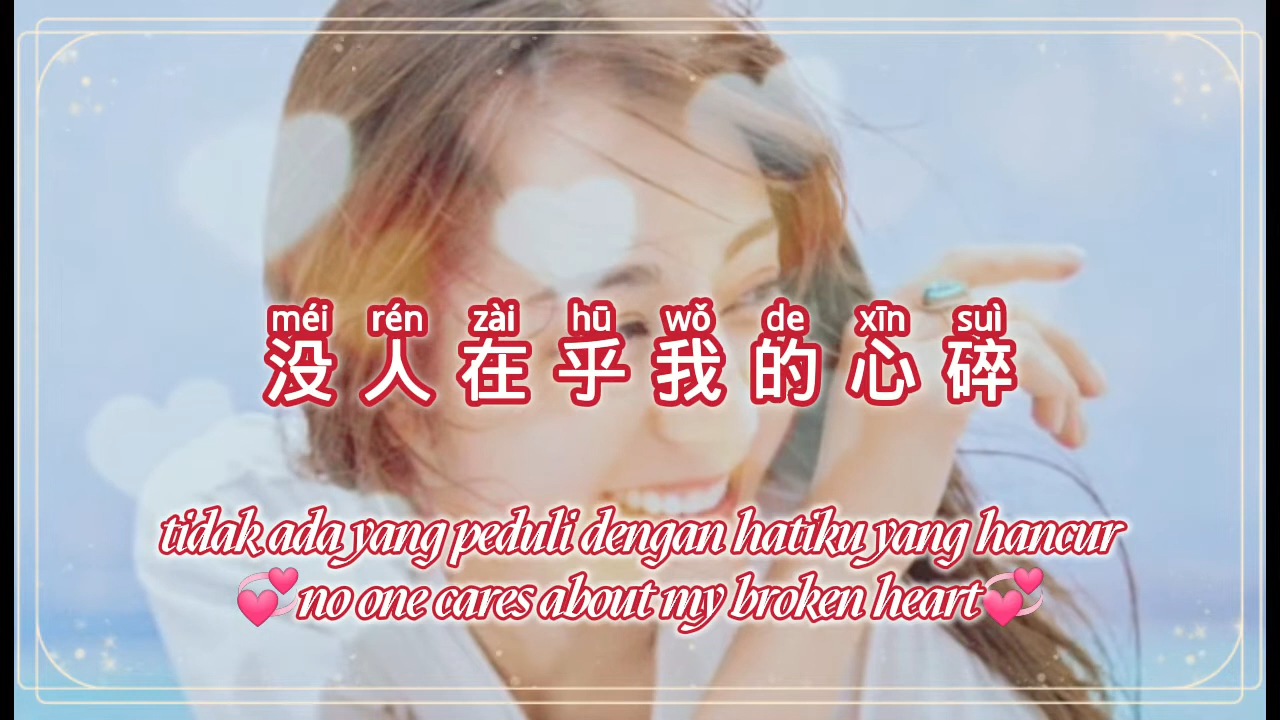 méi rén zài hū wǒ de xīn suì
没人在乎我的心碎
tidak ada yang peduli dengan hatiku yang hancur
💞no one cares about my broken heart💞